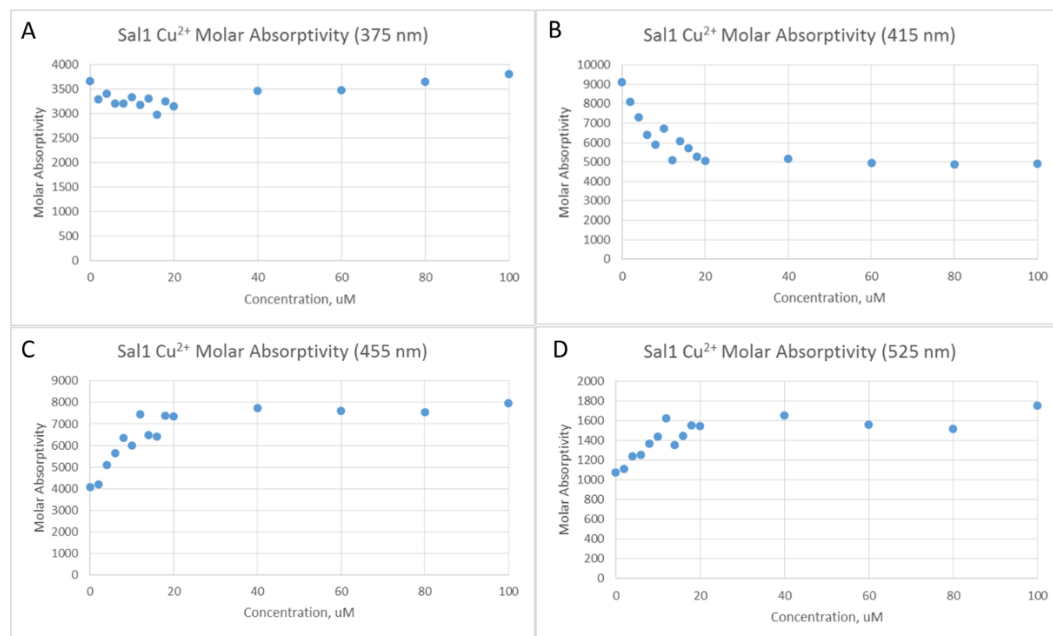 A
Sal1 Cu²⁺ Molar Absorptivity (375 nm)
Molar Absorptivity
4000
3500
3000
2500
2000
1500
1000
500
0
0 20 40 60 80 100
Concentration, uM
B
Sal1 Cu²⁺ Molar Absorptivity (415 nm)
Molar Absorptivity
10000
9000
8000
7000
6000
5000
4000
3000
2000
1000
0
0 20 40 60 80 100
Concentration, uM
C
Sal1 Cu²⁺ Molar Absorptivity (455 nm)
Molar Absorptivity
9000
8000
7000
6000
5000
4000
3000
2000
1000
0
0 20 40 60 80 100
Concentration, uM
D
Sal1 Cu²⁺ Molar Absorptivity (525 nm)
Molar Absorptivity
2000
1800
1600
1400
1200
1000
800
600
400
200
0
0 20 40 60 80 100
Concentration, uM